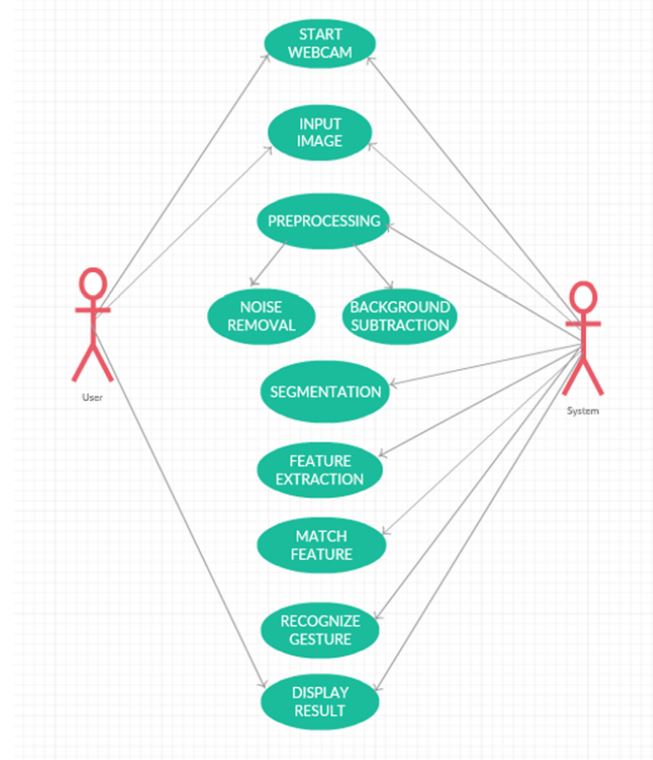 START
WEBCAM
INPUT
IMAGE
PREPROCESSING
NOISE
REMOVAL
BACKGROUND
SUBTRACTION
User
SEGMENTATION
System
FEATURE
EXTRACTION
MATCH
FEATURE
RECOGNIZE
GESTURE
DISPLAY
RESULT